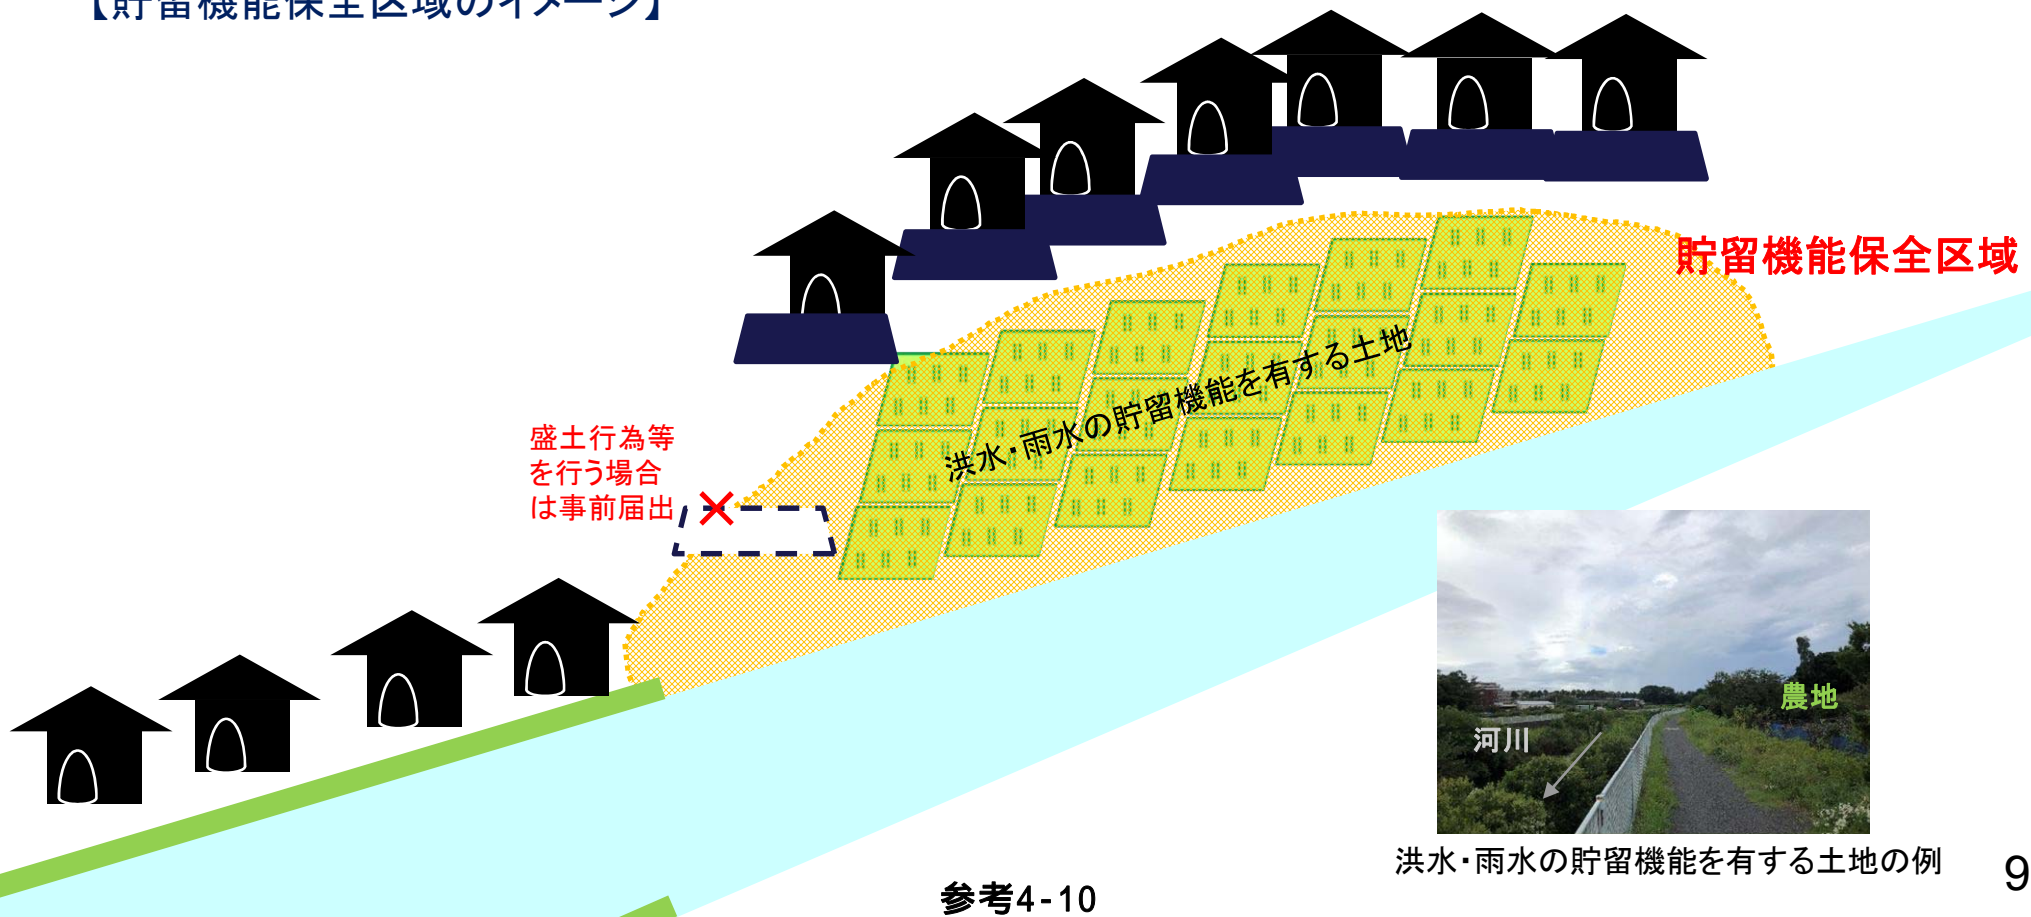 【貯留機能保全区域のイメージ】
貯留機能保全区域
洪水・雨水の貯留機能を有する土地
盛土行為等
を行う場合
は事前届出
農地
河川
洪水・雨水の貯留機能を有する土地の例
参考4-10
9